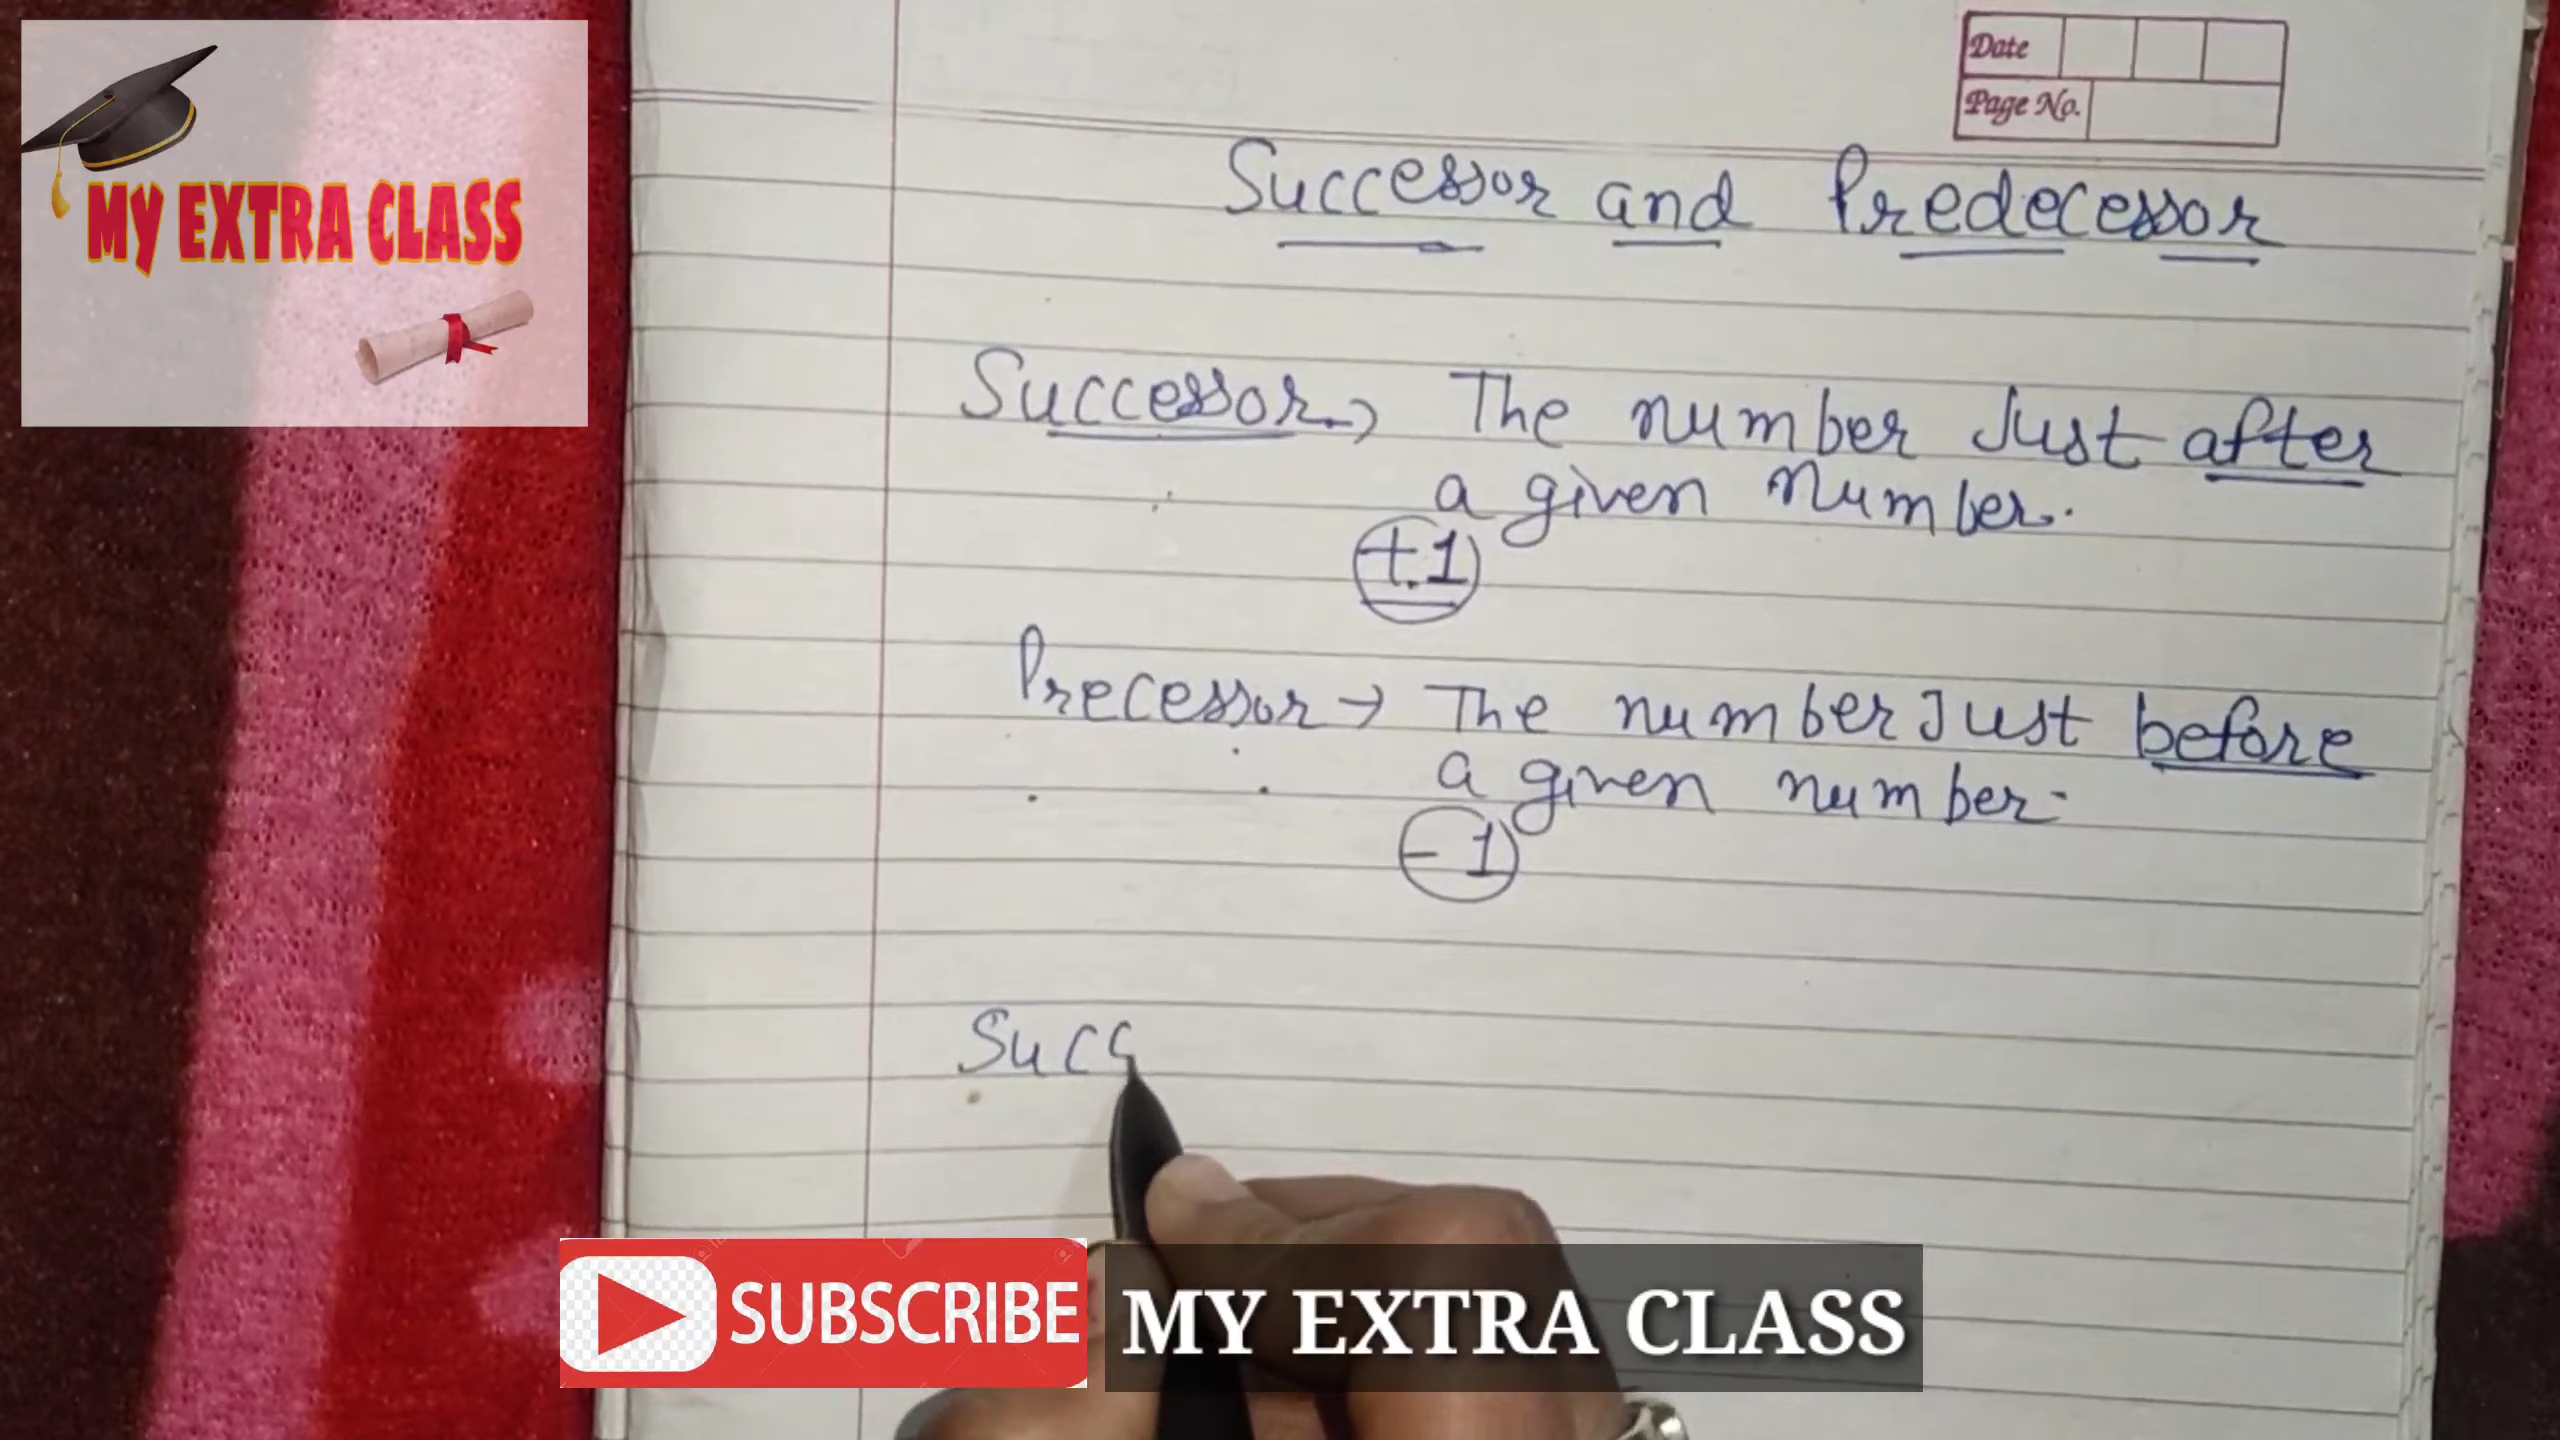 MY EXTRA CLASS
Date
Page No.
Successor and Predecessor
Successor → The number Just after
a given number.
+1
Precessor → The number Just before
a given number.
-1
Succ
SUBSCRIBE
MY EXTRA CLASS